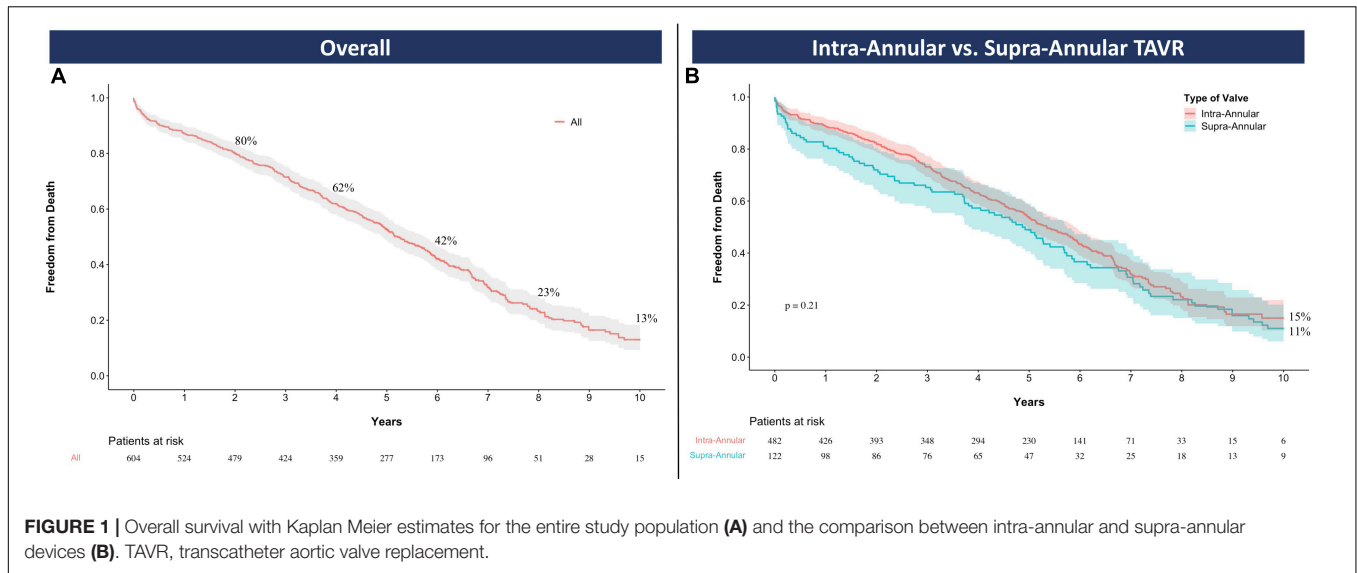 Overall
A
Freedom from Death
1.0
0.8
0.6
0.4
0.2
0.0
80%
62%
42%
23%
13%
All
0 1 2 3 4 5 6 7 8 9 10
Years
Patients at risk
All 604 524 479 424 359 277 173 96 51 28 15
Intra-Annular vs. Supra-Annular TAVR
B
Freedom from Death
1.0
0.8
0.6
0.4
0.2
0.0
Type of Valve
Intra-Annular
Supra-Annular
p = 0.21
15%
11%
0 1 2 3 4 5 6 7 8 9 10
Years
Patients at risk
Intra-Annular 482 426 393 348 294 230 141 71 33 15 6
Supra-Annular 122 98 86 76 65 47 32 25 18 13 9
FIGURE 1 | Overall survival with Kaplan Meier estimates for the entire study population (A) and the comparison between intra-annular and supra-annular
devices (B). TAVR, transcatheter aortic valve replacement.